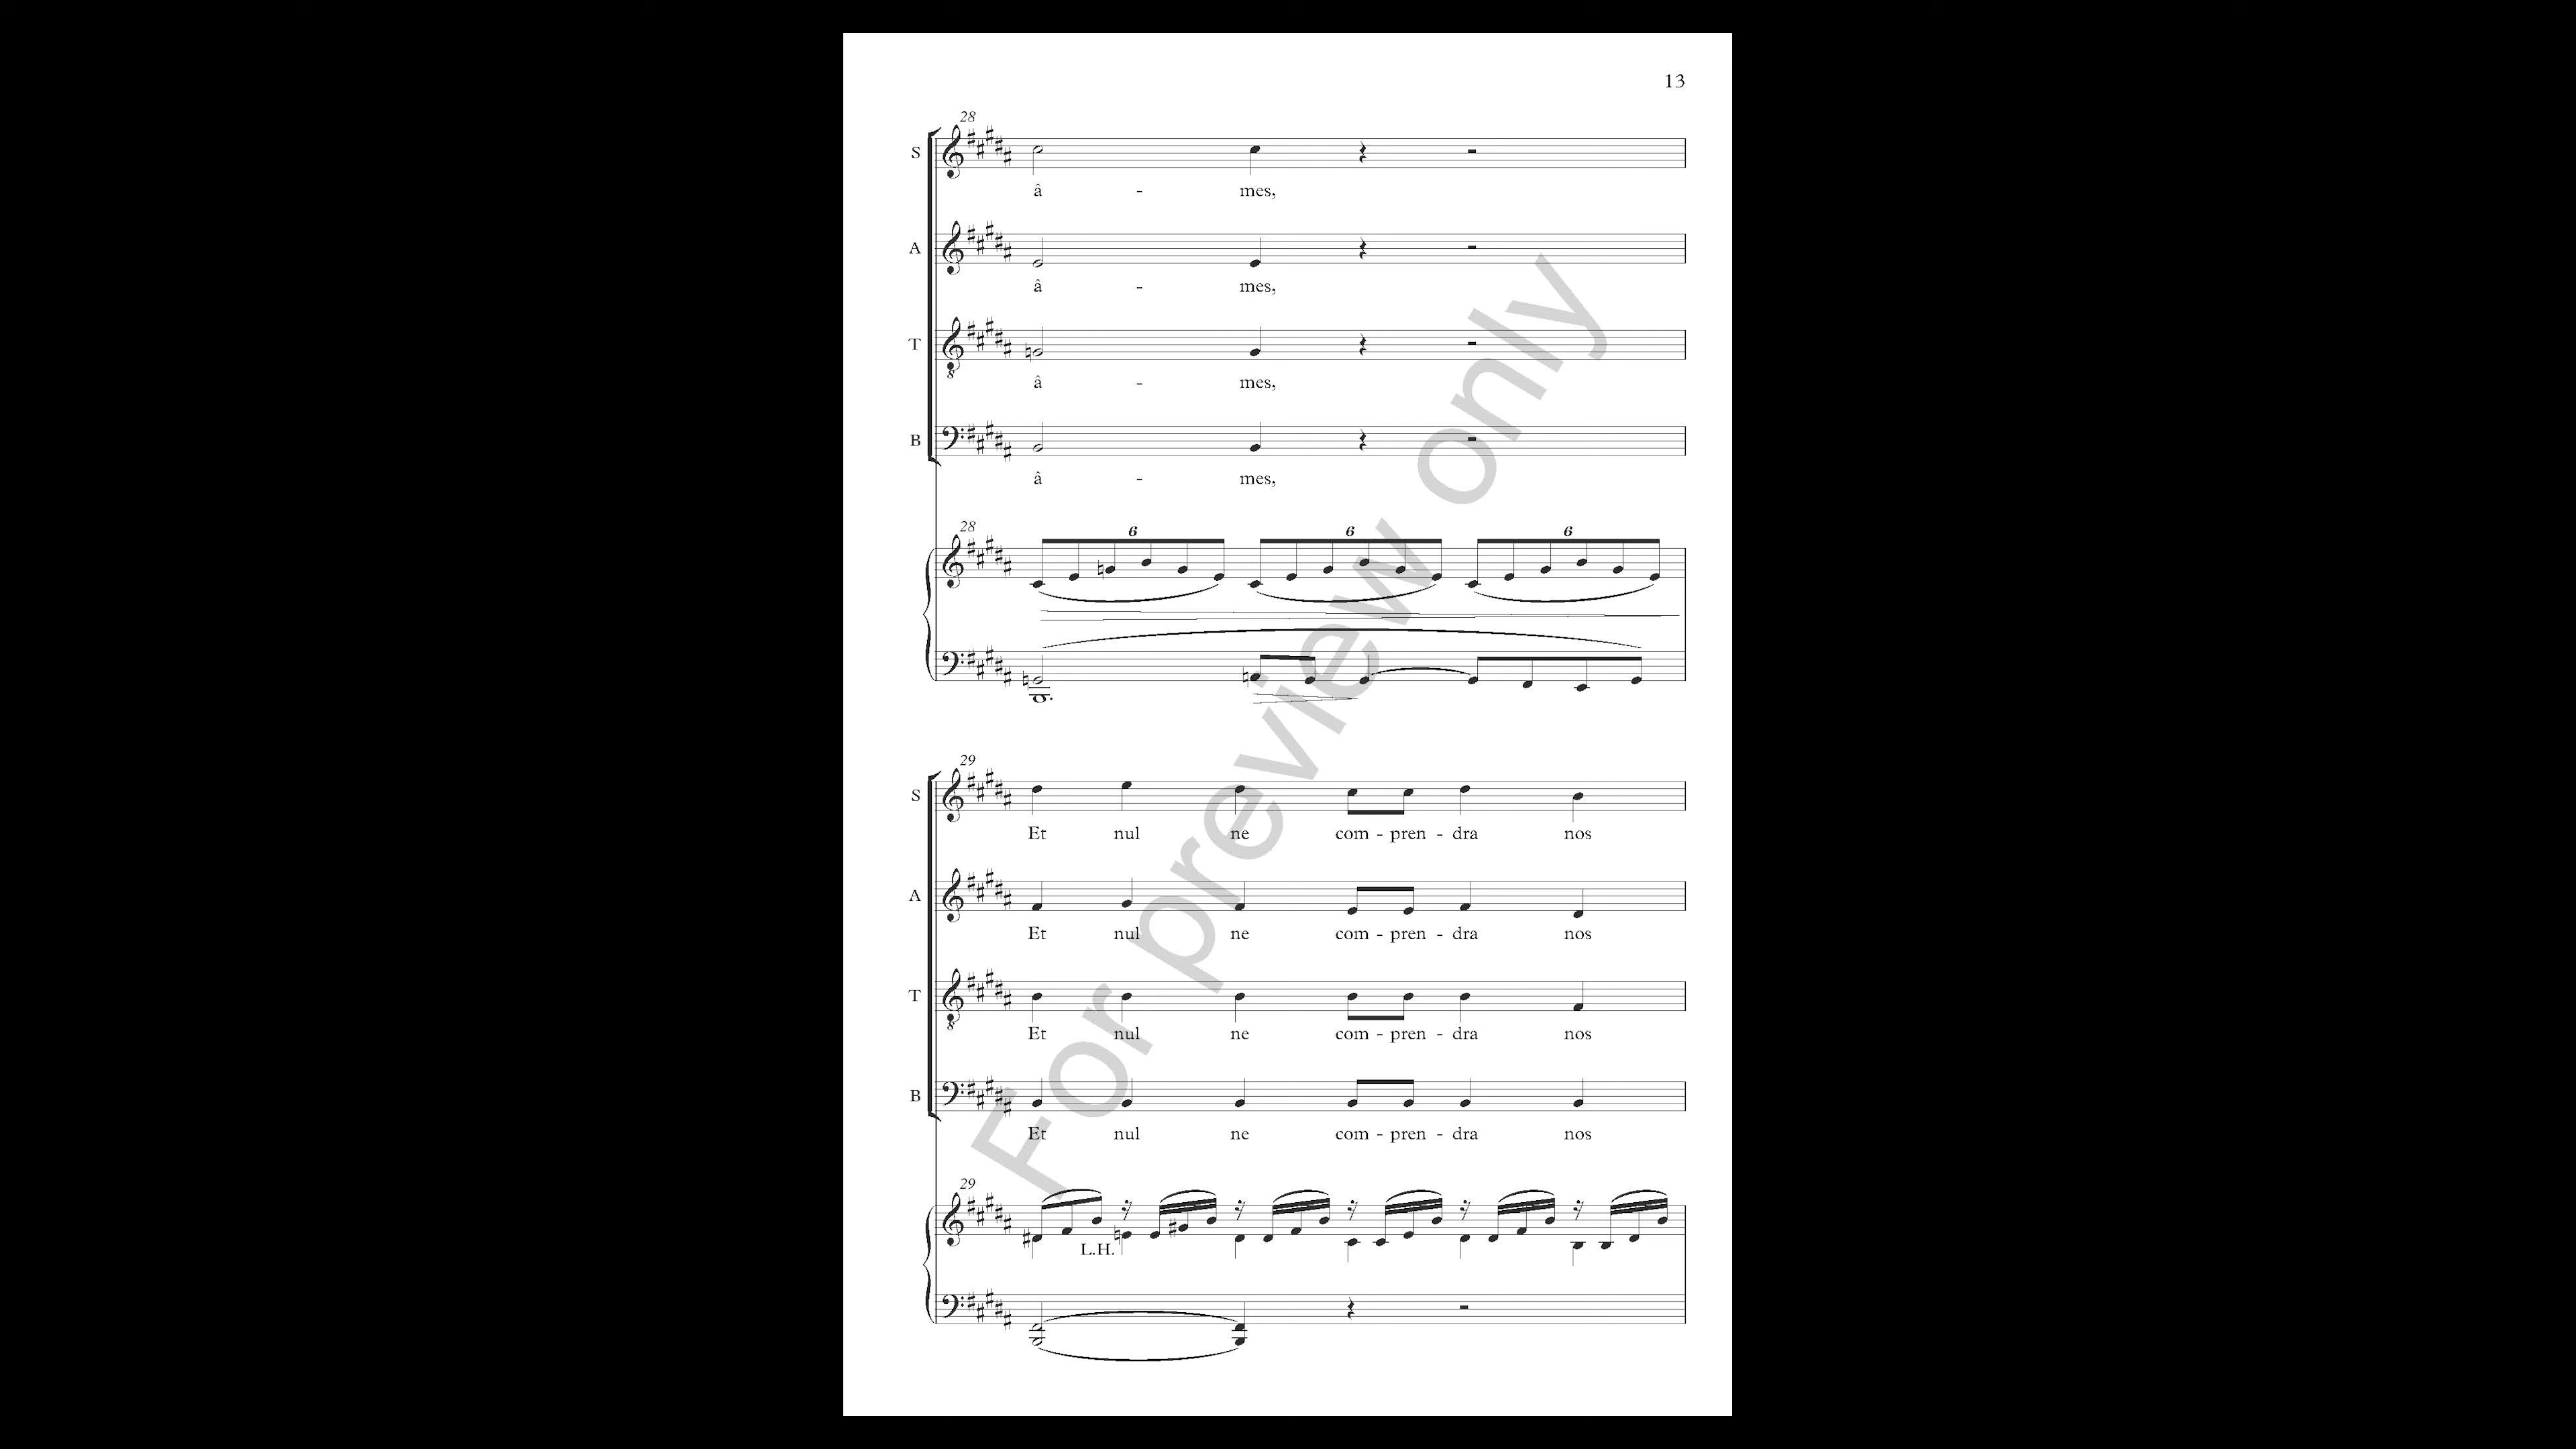 13
28
S
â - mes,
A
â - mes,
T
8
â - mes,
B
â - mes,
28
6 6 6
29
S
Et nul ne com - pren - dra nos
A
Et nul ne com - pren - dra nos
T
8
Et nul ne com - pren - dra nos
B
Et nul ne com - pren - dra nos
29
L.H.
For preview only